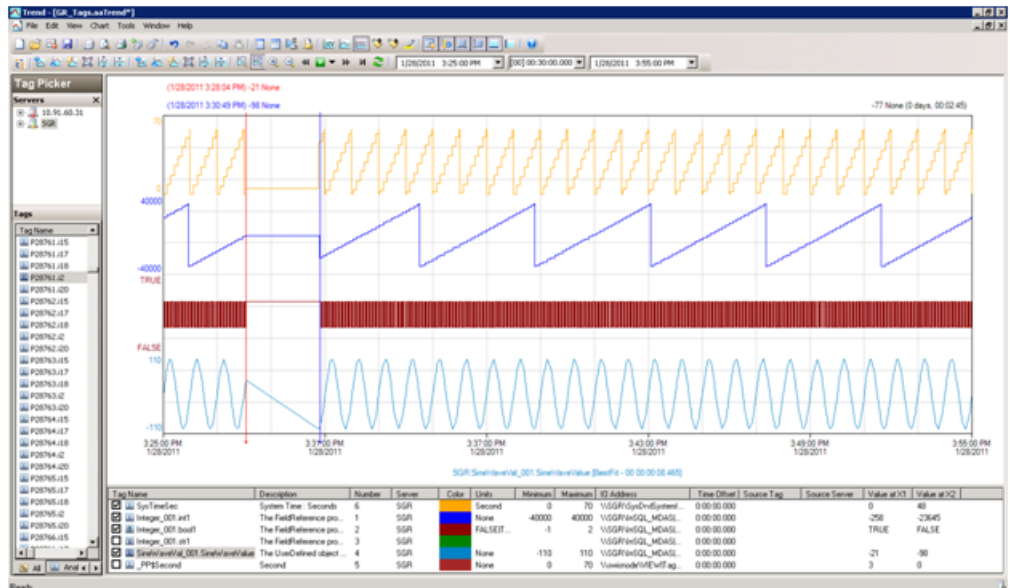 Trend - [GR_Tags.aaTrend*]
File Edit View Chart Tools Window Help
1/28/2011 3:25:00 PM [00] 00:30:00.000 1/28/2011 3:55:00 PM
Tag Picker
Servers X
10.91.60.31
SGR
Tags
Tag Name
P28761.i15
P28761.i17
P28761.i18
P28761.i2
P28761.i20
P28762.i15
P28762.i17
P28762.i18
P28762.i2
P28762.i20
P28763.i15
P28763.i17
P28763.i18
P28763.i2
P28763.i20
P28764.i15
P28764.i17
P28764.i18
P28764.i2
P28764.i20
P28765.i15
P28765.i17
P28765.i18
P28765.i2
P28765.i20
P28766.i15
All Anal
(1/28/2011 3:28:04 PM) -21 None
(1/28/2011 3:30:49 PM) -98 None
-77 None (0 days, 00:02:45)
70
0
40000
-40000
TRUE
FALSE
110
-110
3:25:00 PM 3:31:00 PM 3:37:00 PM 3:43:00 PM 3:49:00 PM 3:55:00 PM
1/28/2011 1/28/2011 1/28/2011 1/28/2011 1/28/2011 1/28/2011
SGR:SineWaveVal_001.SineWaveValue [BestFit - 00 00:00:08.465]
Tag Name Description Number Server Color Units Minimum Maximum IO Address Time Offset Source Tag Source Server Value at X1 Value at X2
SysTimeSec System Time : Seconds 6 SGR Second 0 70 0:00:00.000 0 48
Integer_001.int1 The FieldReference pro... 1 SGR None -40000 40000 \\SGR\InSQL_MDAS\... 0:00:00.000 -258 -23645
Integer_001.bool1 The FieldReference pro... 2 SGR -1 2 \\SGR\InSQL_MDAS\... 0:00:00.000 TRUE FALSE
Integer_001.str1 The FieldReference pro... 3 SGR \\SGR\InSQL_MDAS\... 0:00:00.000
SineWaveVal_001.SineWaveValue The UserDefined object ... 4 SGR None -110 110 \\SGR\InSQL_MDAS\... 0:00:00.000 -21 -98
_PP$Second Second 5 SGR None 0 70 0:00:00.000 3 0
Ready